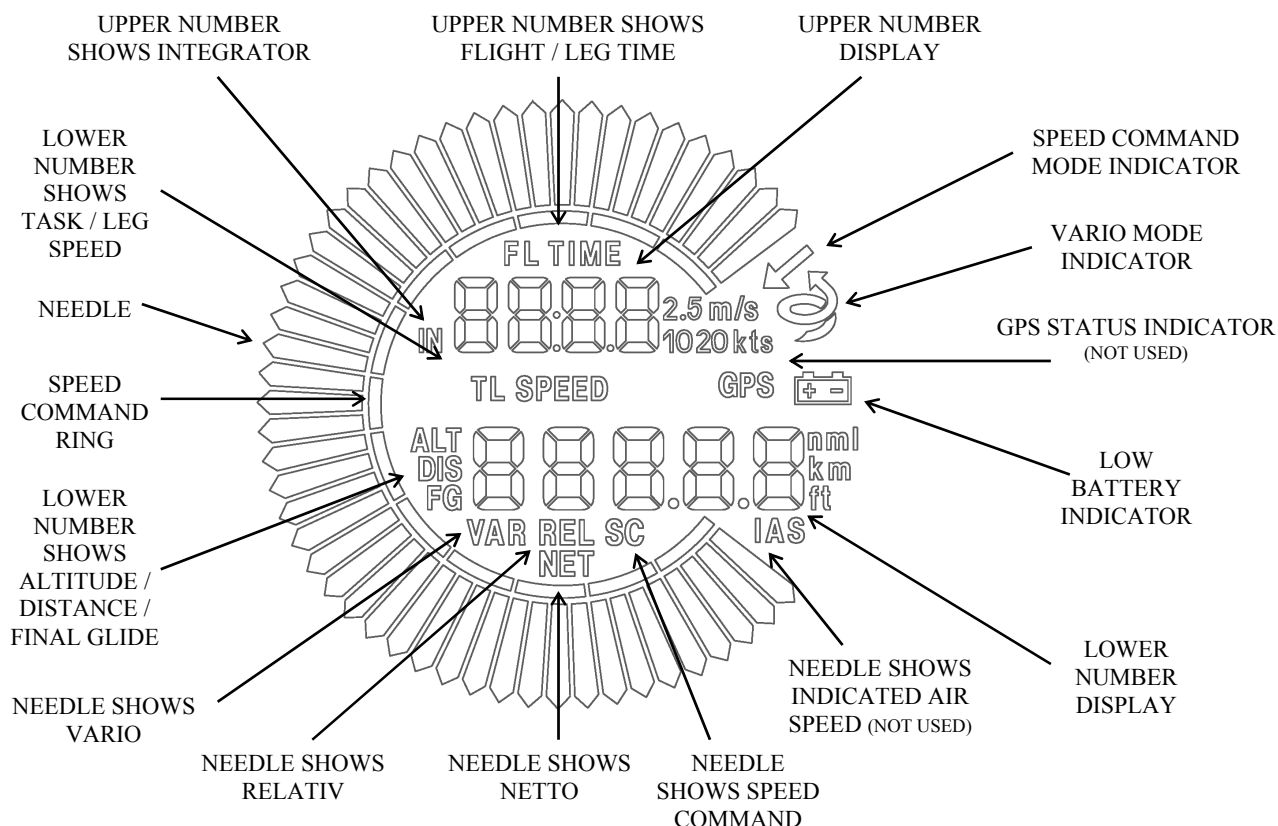 UPPER NUMBER
SHOWS INTEGRATOR
UPPER NUMBER SHOWS
FLIGHT / LEG TIME
UPPER NUMBER
DISPLAY
LOWER
NUMBER
SHOWS
TASK / LEG
SPEED
SPEED COMMAND
MODE INDICATOR
VARIO MODE
INDICATOR
NEEDLE
GPS STATUS INDICATOR
(NOT USED)
SPEED
COMMAND
RING
LOW
BATTERY
INDICATOR
LOWER
NUMBER
SHOWS
ALTITUDE /
DISTANCE /
FINAL GLIDE
FL TIME
88:8.8
2.5 m/s
IN
1020 kts
TL SPEED
GPS
+ -
ALT
DIS
FG
888.8.8
nml
km
ft
VAR REL SC
NET
IAS
NEEDLE SHOWS
VARIO
NEEDLE SHOWS
RELATIV
NEEDLE SHOWS
NETTO
NEEDLE
SHOWS SPEED
COMMAND
NEEDLE SHOWS
INDICATED AIR
SPEED (NOT USED)
LOWER
NUMBER
DISPLAY